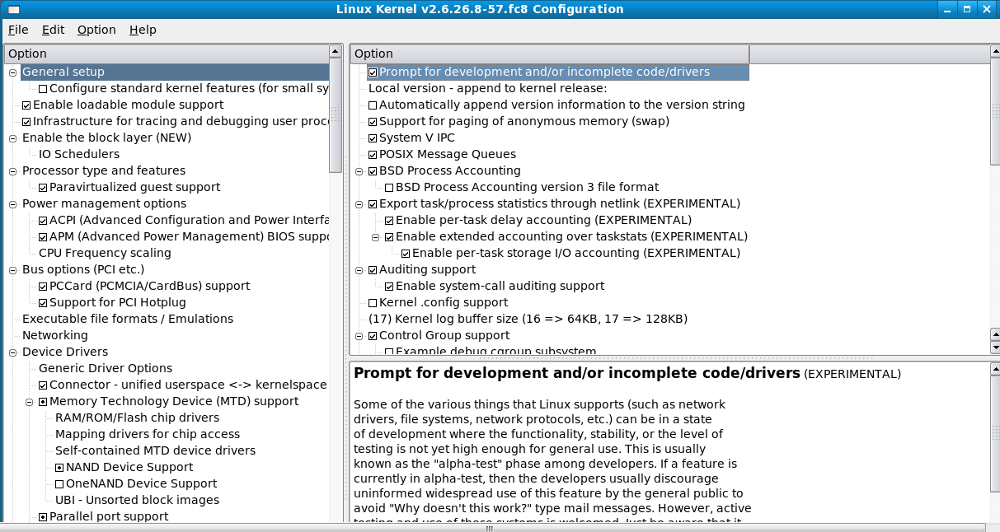 Linux Kernel v2.6.26.8-57.fc8 Configuration
File Edit Option Help
Option
General setup
Configure standard kernel features (for small sy
Enable loadable module support
Infrastructure for tracing and debugging user proc
Enable the block layer (NEW)
IO Schedulers
Processor type and features
Paravirtualized guest support
Power management options
ACPI (Advanced Configuration and Power Interfa
APM (Advanced Power Management) BIOS suppo
CPU Frequency scaling
Bus options (PCI etc.)
PCCard (PCMCIA/CardBus) support
Support for PCI Hotplug
Executable file formats / Emulations
Networking
Device Drivers
Generic Driver Options
Connector - unified userspace <-> kernelspace
Memory Technology Device (MTD) support
RAM/ROM/Flash chip drivers
Mapping drivers for chip access
Self-contained MTD device drivers
NAND Device Support
OneNAND Device Support
UBI - Unsorted block images
Parallel port support
Option
Prompt for development and/or incomplete code/drivers
Local version - append to kernel release:
Automatically append version information to the version string
Support for paging of anonymous memory (swap)
System V IPC
POSIX Message Queues
BSD Process Accounting
BSD Process Accounting version 3 file format
Export task/process statistics through netlink (EXPERIMENTAL)
Enable per-task delay accounting (EXPERIMENTAL)
Enable extended accounting over taskstats (EXPERIMENTAL)
Enable per-task storage I/O accounting (EXPERIMENTAL)
Auditing support
Enable system-call auditing support
Kernel .config support
(17) Kernel log buffer size (16 => 64KB, 17 => 128KB)
Control Group support
Example debug cgroup subsystem
Prompt for development and/or incomplete code/drivers (EXPERIMENTAL)
Some of the various things that Linux supports (such as network
drivers, file systems, network protocols, etc.) can be in a state
of development where the functionality, stability, or the level of
testing is not yet high enough for general use. This is usually
known as the "alpha-test" phase among developers. If a feature is
currently in alpha-test, then the developers usually discourage
uninformed widespread use of this feature by the general public to
avoid "Why doesn't this work?" type mail messages. However, active
testing and use of these systems is welcomed. Just be aware that it